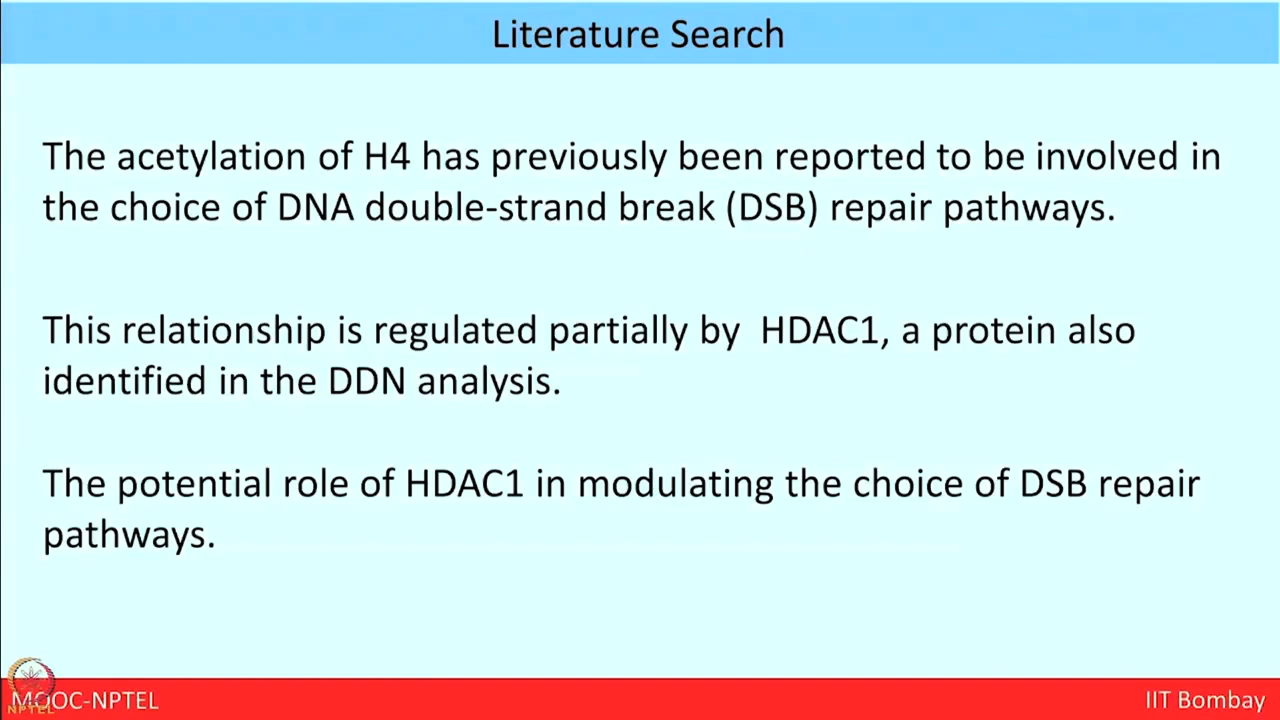 Literature Search
The acetylation of H4 has previously been reported to be involved in
the choice of DNA double-strand break (DSB) repair pathways.
This relationship is regulated partially by HDAC1, a protein also
identified in the DDN analysis.
The potential role of HDAC1 in modulating the choice of DSB repair
pathways.
MOOC-NPTEL
NPTEL
IIT Bombay